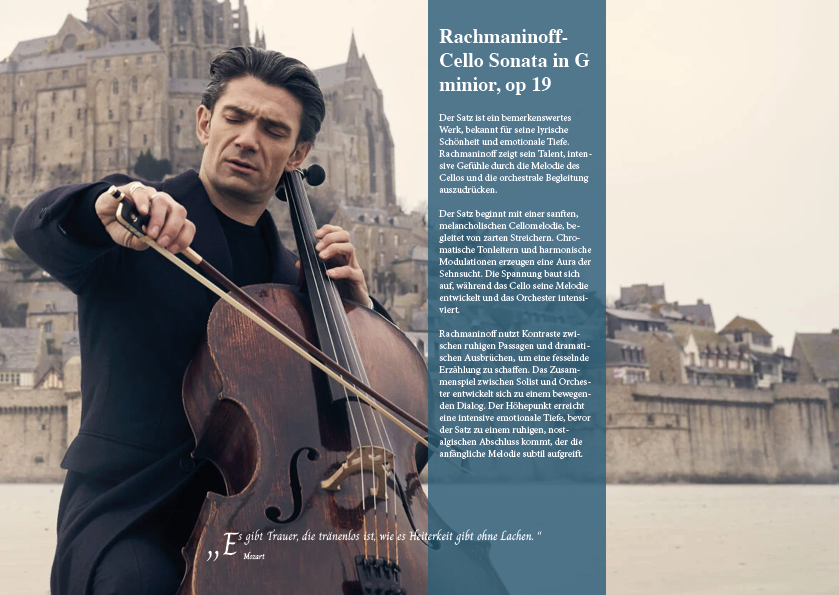 Rachmaninoff-
Cello Sonata in G
minior, op 19
Der Satz ist ein bemerkenswertes
Werk, bekannt für seine lyrische
Schönheit und emotionale Tiefe.
Rachmaninoff zeigt sein Talent, inten-
sive Gefühle durch die Melodie des
Cellos und die orchestrale Begleitung
auszudrücken.
Der Satz beginnt mit einer sanften,
melancholischen Cellomelodie, be-
gleitet von zarten Streichern. Chro-
matische Tonleitern und harmonische
Modulationen erzeugen eine Aura der
Sehnsucht. Die Spannung baut sich
auf, während das Cello seine Melodie
entwickelt und das Orchester intensi-
viert.
Rachmaninoff nutzt Kontraste zwi-
schen ruhigen Passagen und dramati-
schen Ausbrüchen, um eine fesselnde
Erzählung zu schaffen. Das Zusam-
menspiel zwischen Solist und Orches-
ter entwickelt sich zu einem bewegen-
den Dialog. Der Höhepunkt erreicht
eine intensive emotionale Tiefe, bevor
der Satz zu einem ruhigen, nost-
algischen Abschluss kommt, der die
anfängliche Melodie subtil aufgreift.
„Es gibt Trauer, die tränenlos ist, wie es Heiterkeit gibt ohne Lachen. “
Mozart